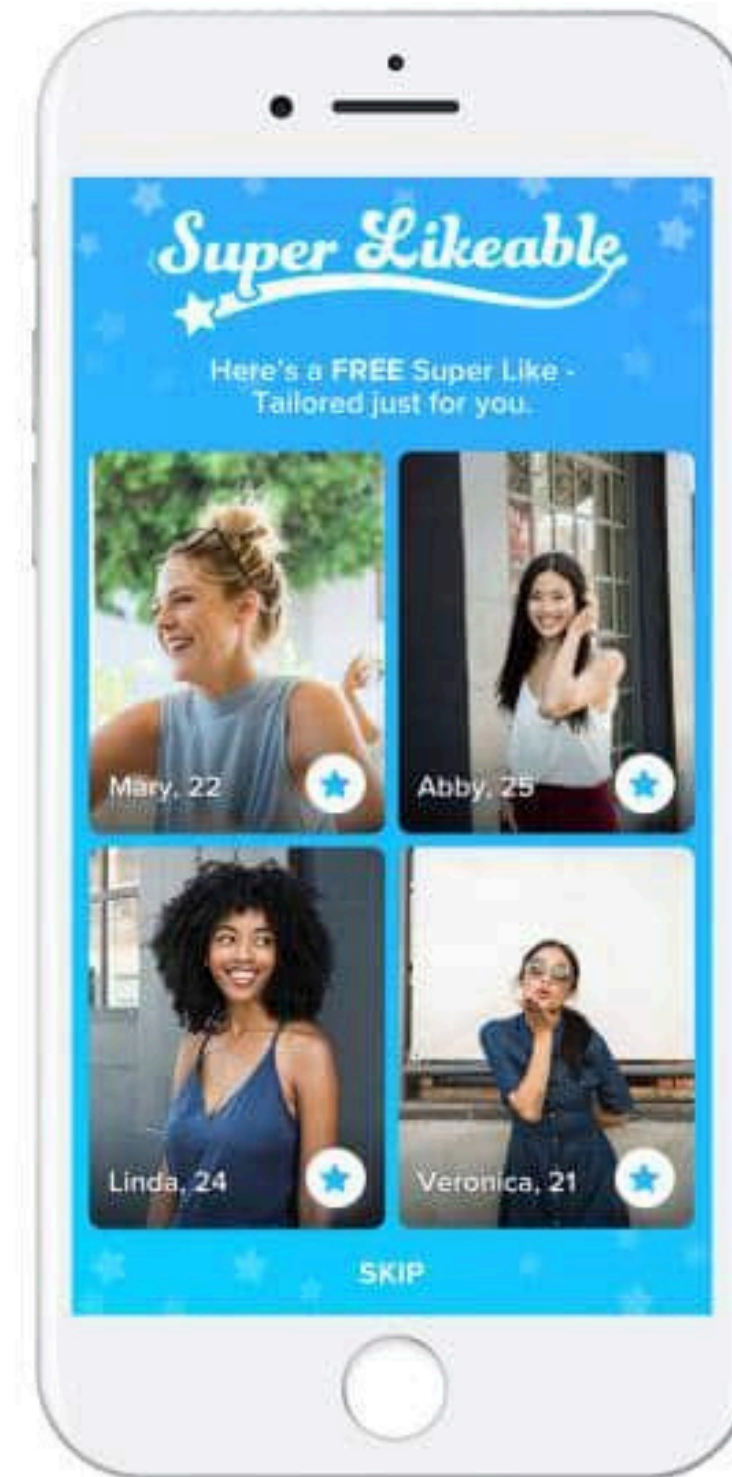 Super Likeable
Here's a FREE Super Like -
Tailored just for you.
Mary, 22
Abby, 25
Linda, 24
Veronica, 21
SKIP